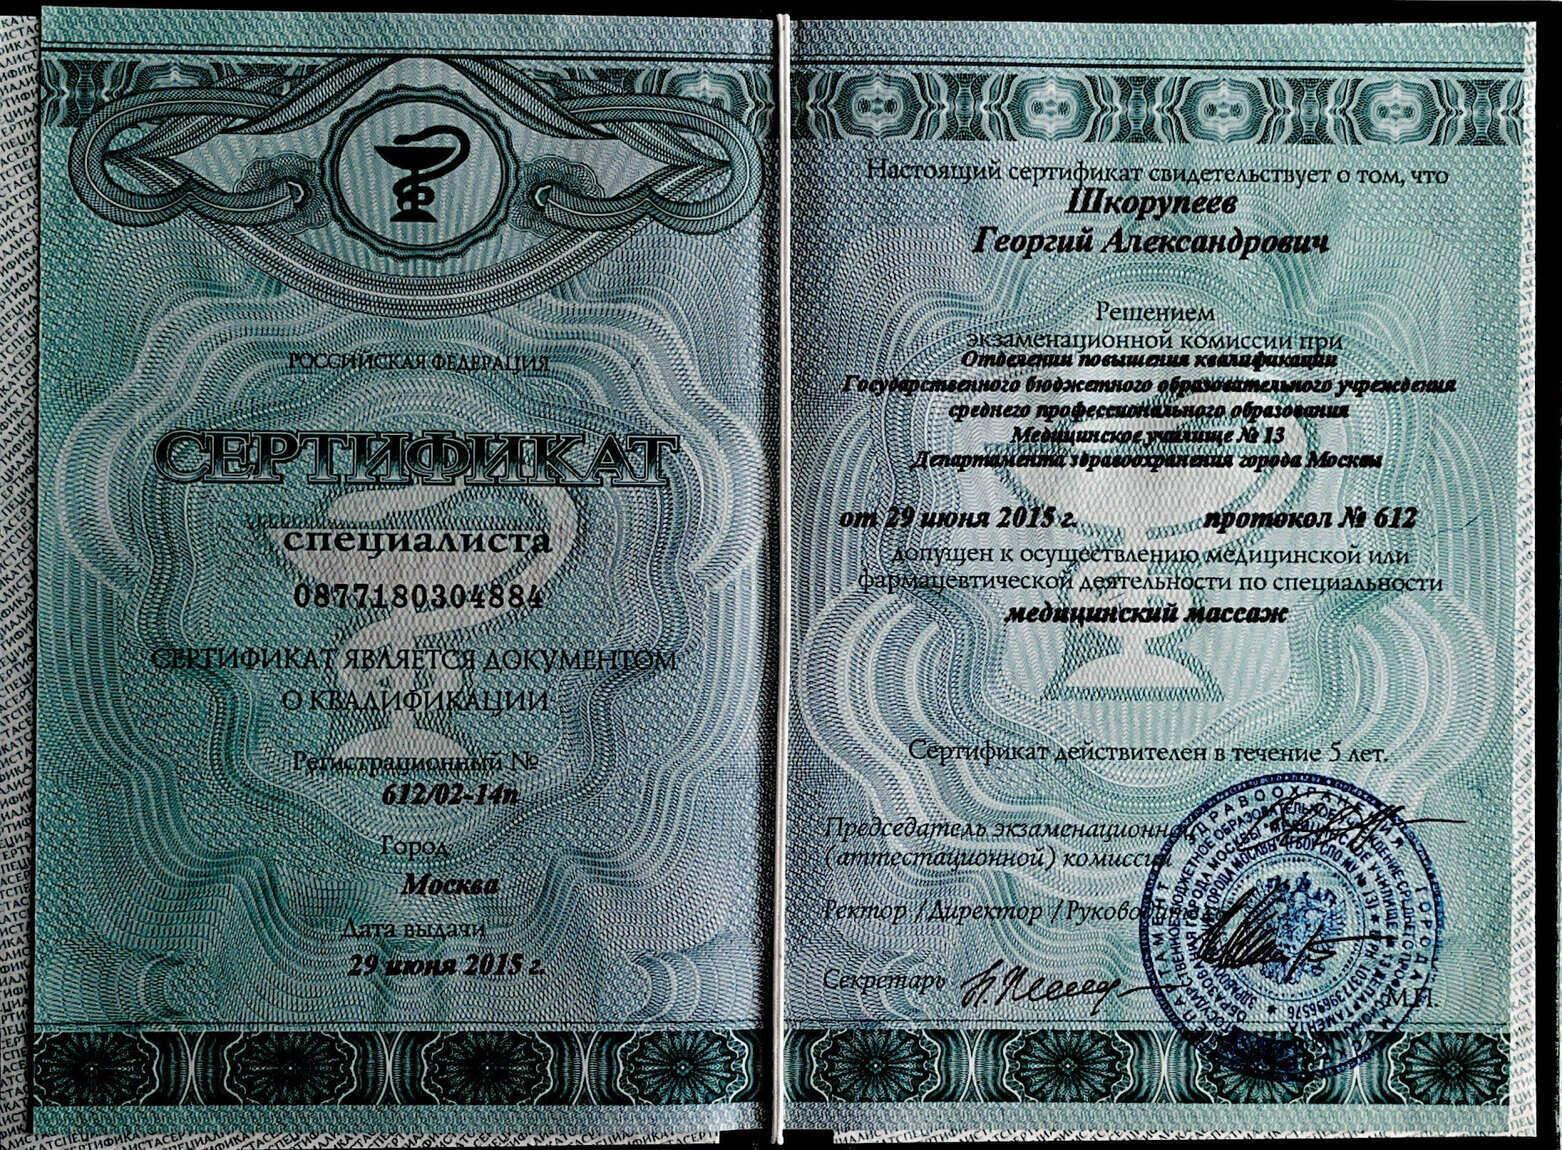 РОССИЙСКАЯ ФЕДЕРАЦИЯ
СЕРТИФИКАТ
специалиста
0877180304884
СЕРТИФИКАТ ЯВЛЯЕТСЯ ДОКУМЕНТОМ
О КВАЛИФИКАЦИИ
Регистрационный №
612/02-14п
Город
Москва
Дата выдачи
29 июня 2015 г.
Настоящий сертификат свидетельствует о том, что
Шкорупеев
Георгий Александрович
Решением
экзаменационной комиссии при
Отделении повышения квалификации
Государственного бюджетного образовательного учреждения
среднего профессионального образования
Медицинское училище № 13
Департамента здравоохранения города Москвы
от 29 июня 2015 г. протокол № 612
допущен к осуществлению медицинской или
фармацевтической деятельности по специальности
медицинский массаж
Сертификат действителен в течение 5 лет.
Председатель экзаменационной
(аттестационной) комиссии
Ректор /Директор /Руководитель
Секретарь
М.П.